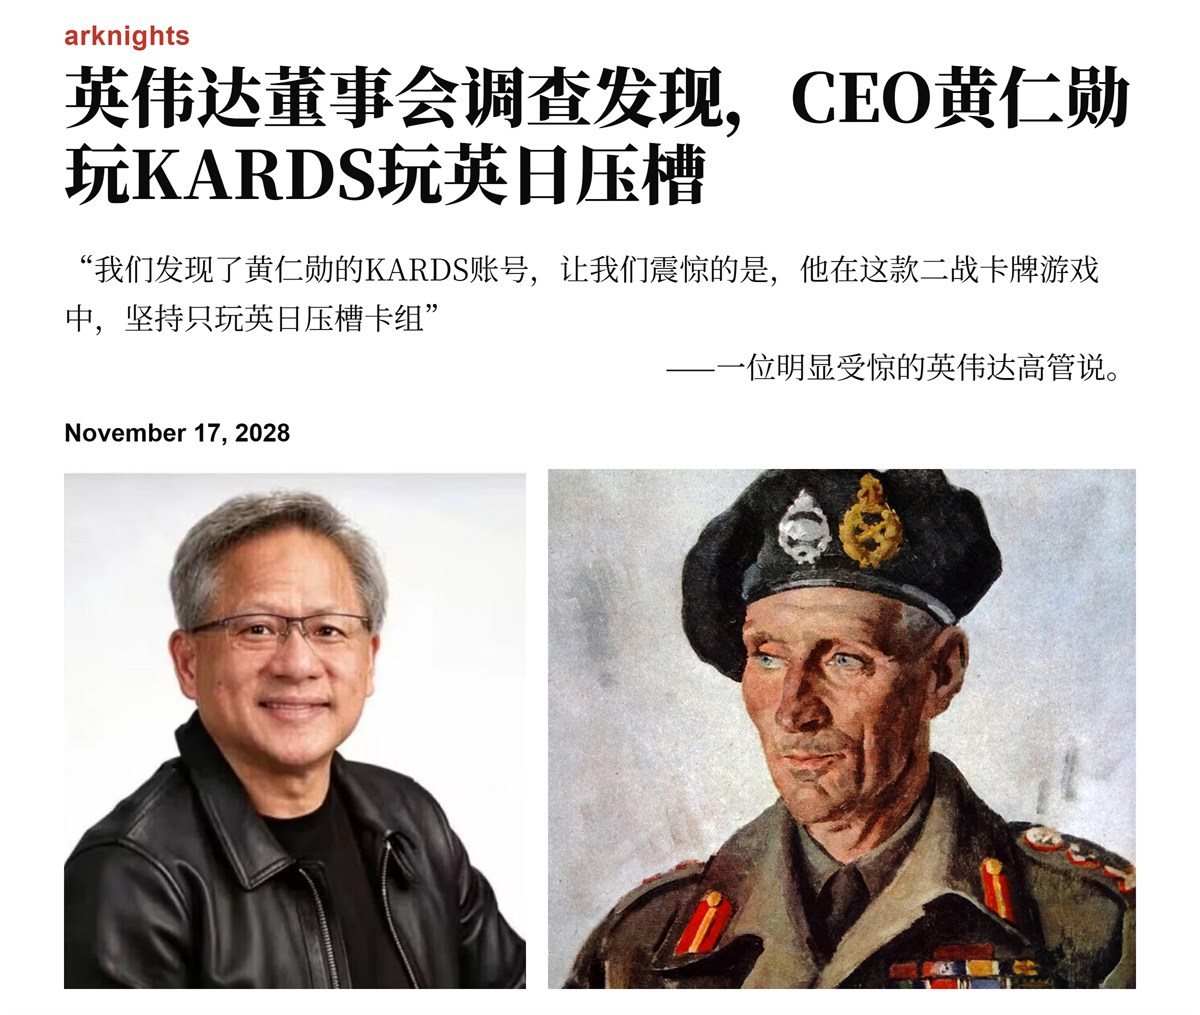 arknights
英伟达董事会调查发现，CEO黄仁勋
玩KARDS玩英日压槽
“我们发现了黄仁勋的KARDS账号，让我们震惊的是，他在这款二战卡牌游戏
中，坚持只玩英日压槽卡组”
——一位明显受惊的英伟达高管说。
November 17, 2028